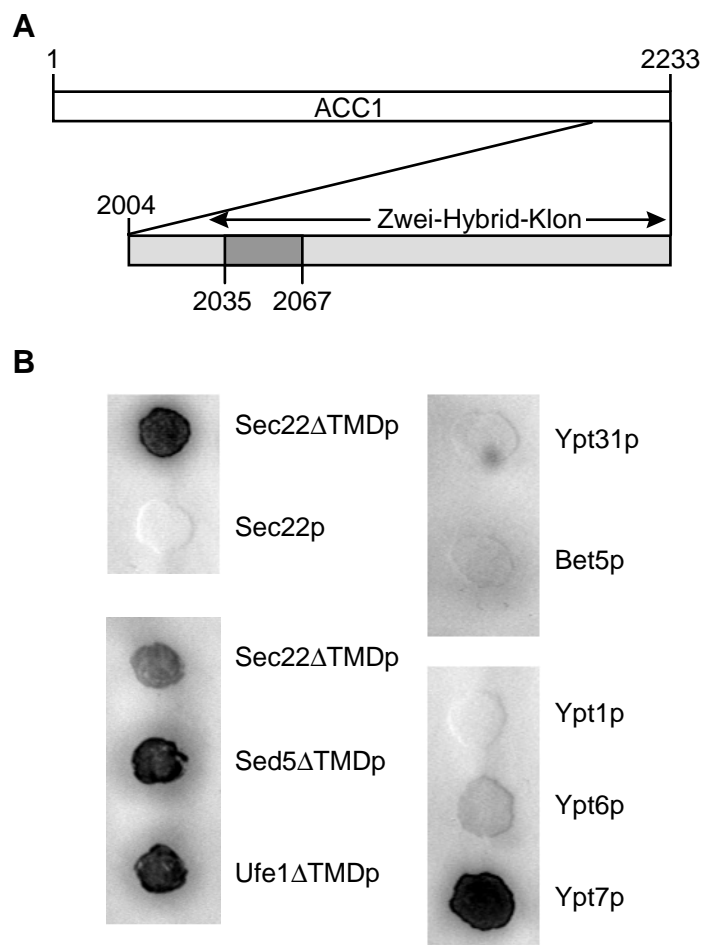 A
1 2233
ACC1
2004
Zwei-Hybrid-Klon
2035 2067
B
Sec22ΔTMDp
Sec22p
Sec22ΔTMDp
Sed5ΔTMDp
Ufe1ΔTMDp
Ypt31p
Bet5p
Ypt1p
Ypt6p
Ypt7p